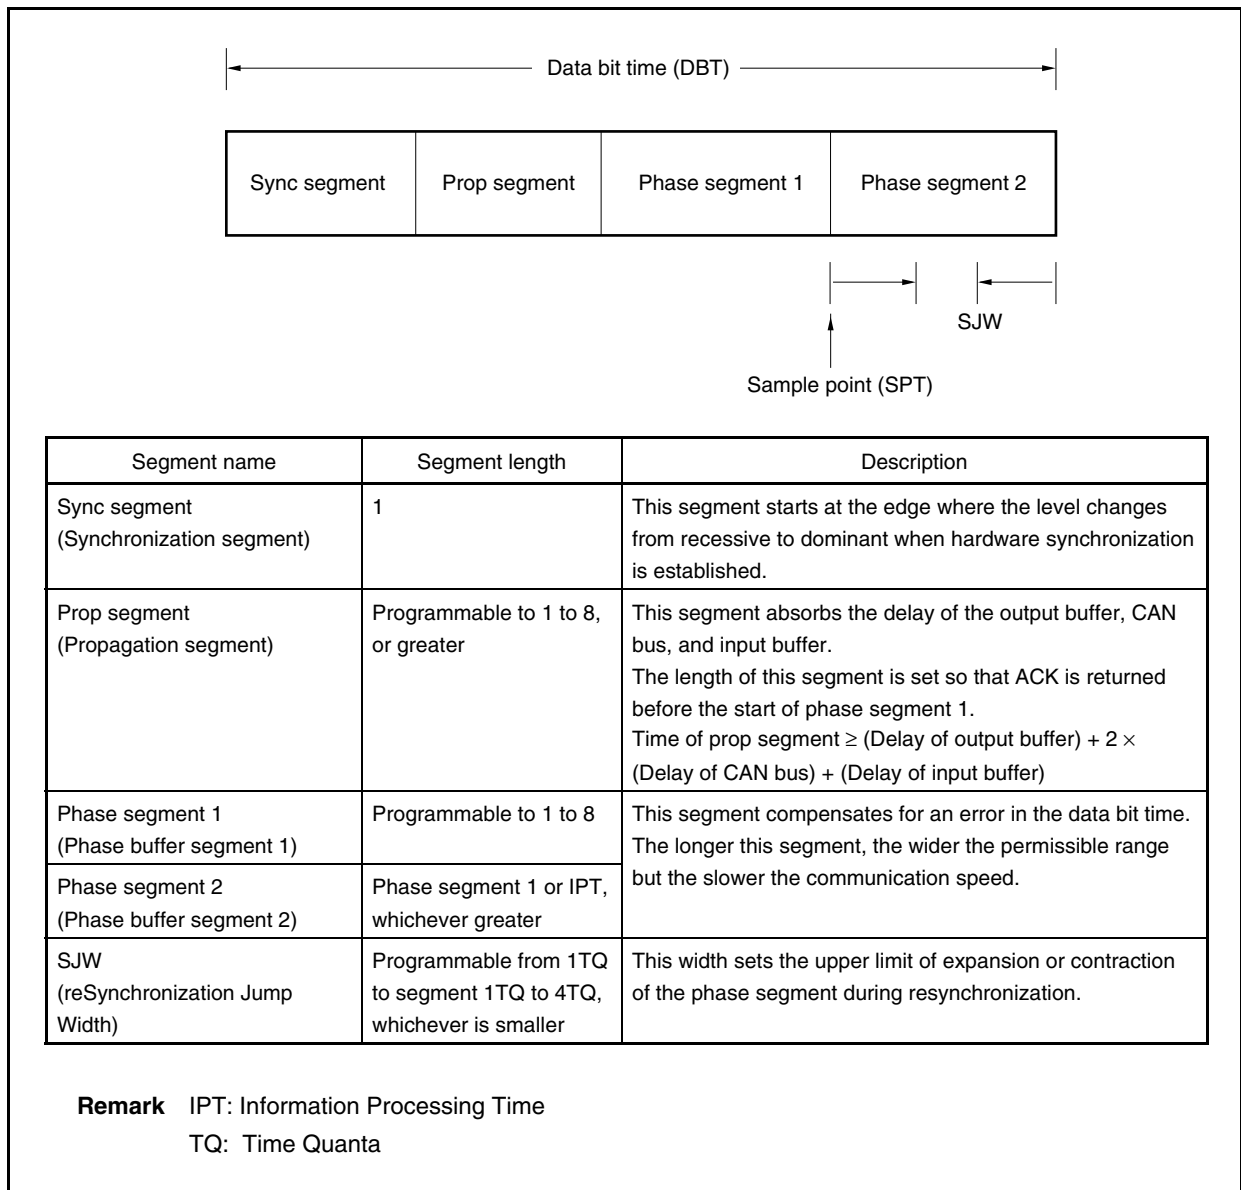 Data bit time (DBT)
Sync segment
Prop segment
Phase segment 1
Phase segment 2
SJW
Sample point (SPT)
Segment name
Segment length
Description
Sync segment
(Synchronization segment)
1
This segment starts at the edge where the level changes
from recessive to dominant when hardware synchronization
is established.
Prop segment
(Propagation segment)
Programmable to 1 to 8,
or greater
This segment absorbs the delay of the output buffer, CAN
bus, and input buffer.
The length of this segment is set so that ACK is returned
before the start of phase segment 1.
Time of prop segment ≥ (Delay of output buffer) + 2 ×
(Delay of CAN bus) + (Delay of input buffer)
Phase segment 1
(Phase buffer segment 1)
Programmable to 1 to 8
This segment compensates for an error in the data bit time.
The longer this segment, the wider the permissible range
but the slower the communication speed.
Phase segment 2
(Phase buffer segment 2)
Phase segment 1 or IPT,
whichever greater
SJW
(reSynchronization Jump
Width)
Programmable from 1TQ
to segment 1TQ to 4TQ,
whichever is smaller
This width sets the upper limit of expansion or contraction
of the phase segment during resynchronization.
Remark IPT: Information Processing Time
TQ: Time Quanta